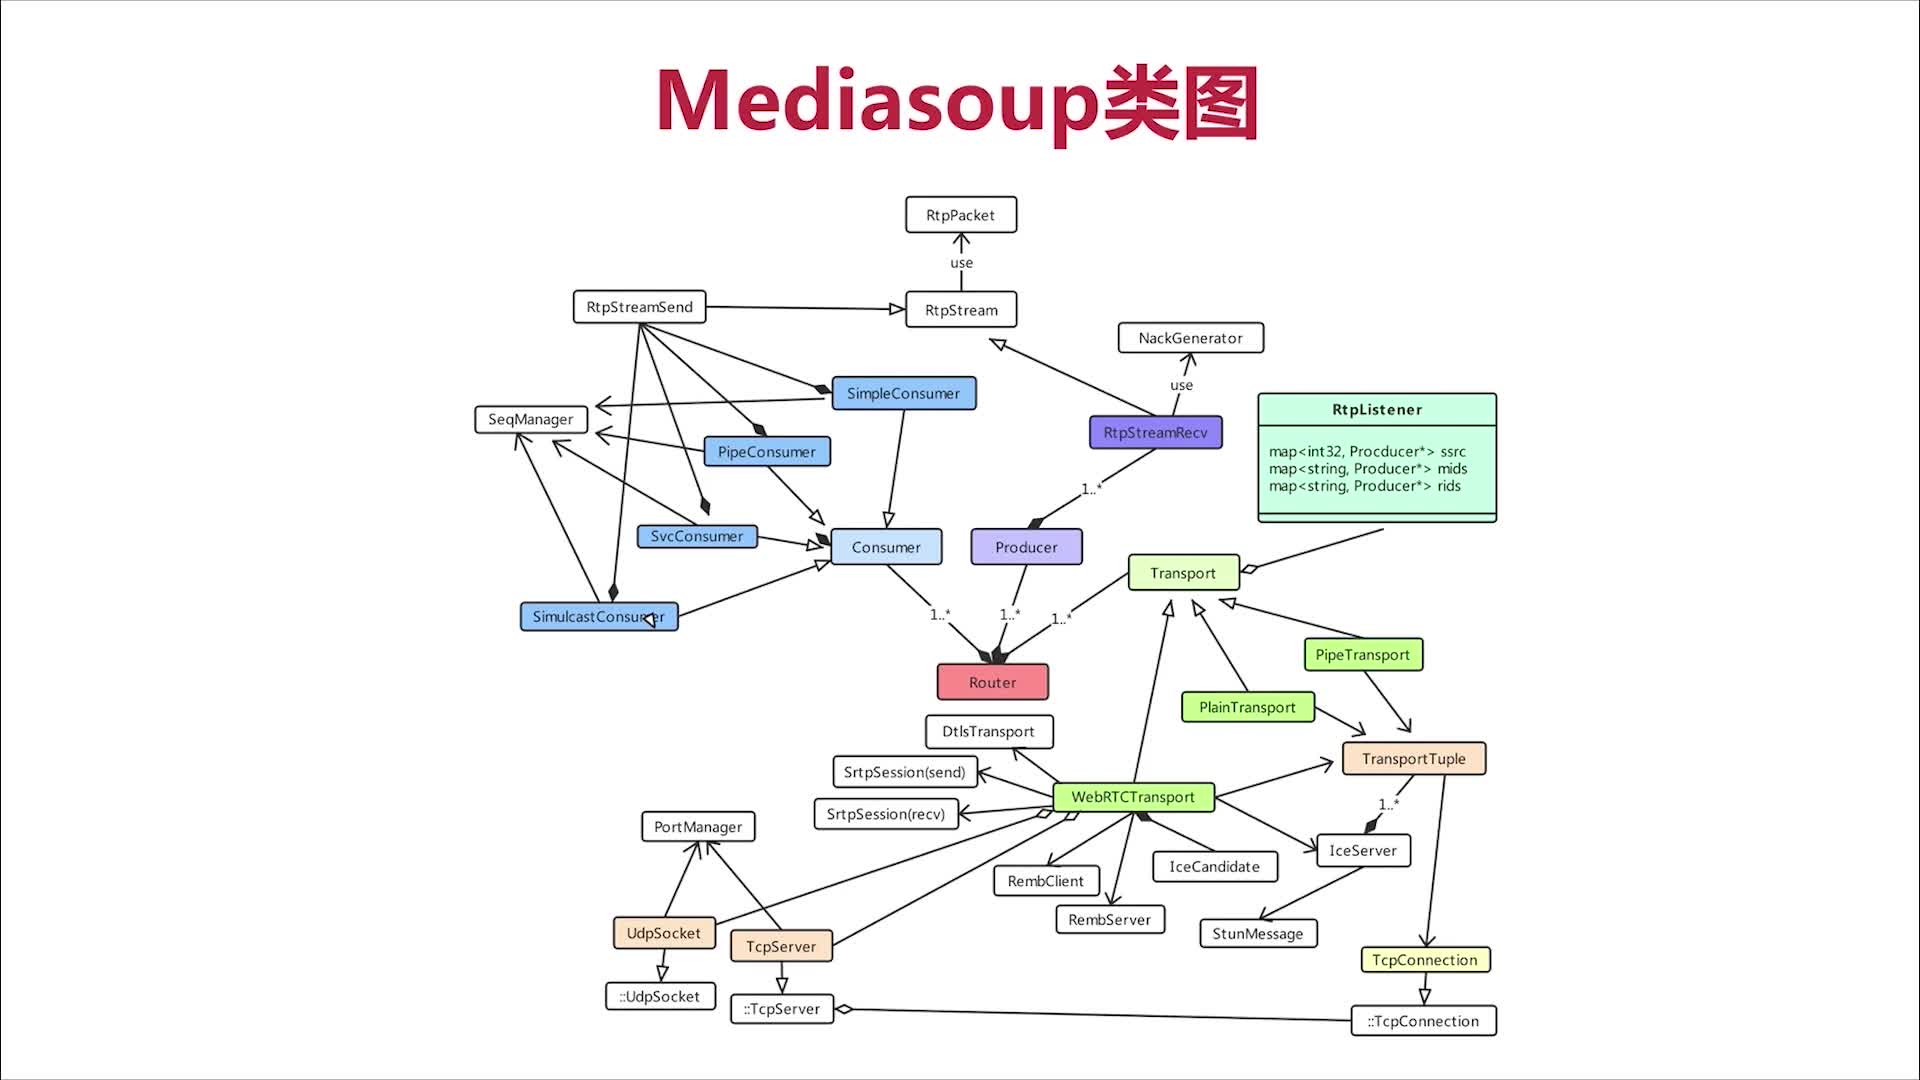 Mediasoup类图
RtpPacket
use
RtpStreamSend
RtpStream
NackGenerator
use
SimpleConsumer
SeqManager
RtpStreamRecv
RtpListener
map<int32, Procducer*> ssrc
map<string, Producer*> mids
map<string, Producer*> rids
PipeConsumer
1..*
SvcConsumer
Consumer
Producer
Transport
SimulcastConsumer
1..*
1..*
1..*
PipeTransport
Router
PlainTransport
DtlsTransport
TransportTuple
SrtpSession(send)
WebRTCTransport
1..*
SrtpSession(recv)
PortManager
IceServer
IceCandidate
RembClient
RembServer
UdpSocket
TcpServer
StunMessage
TcpConnection
::UdpSocket
::TcpServer
::TcpConnection